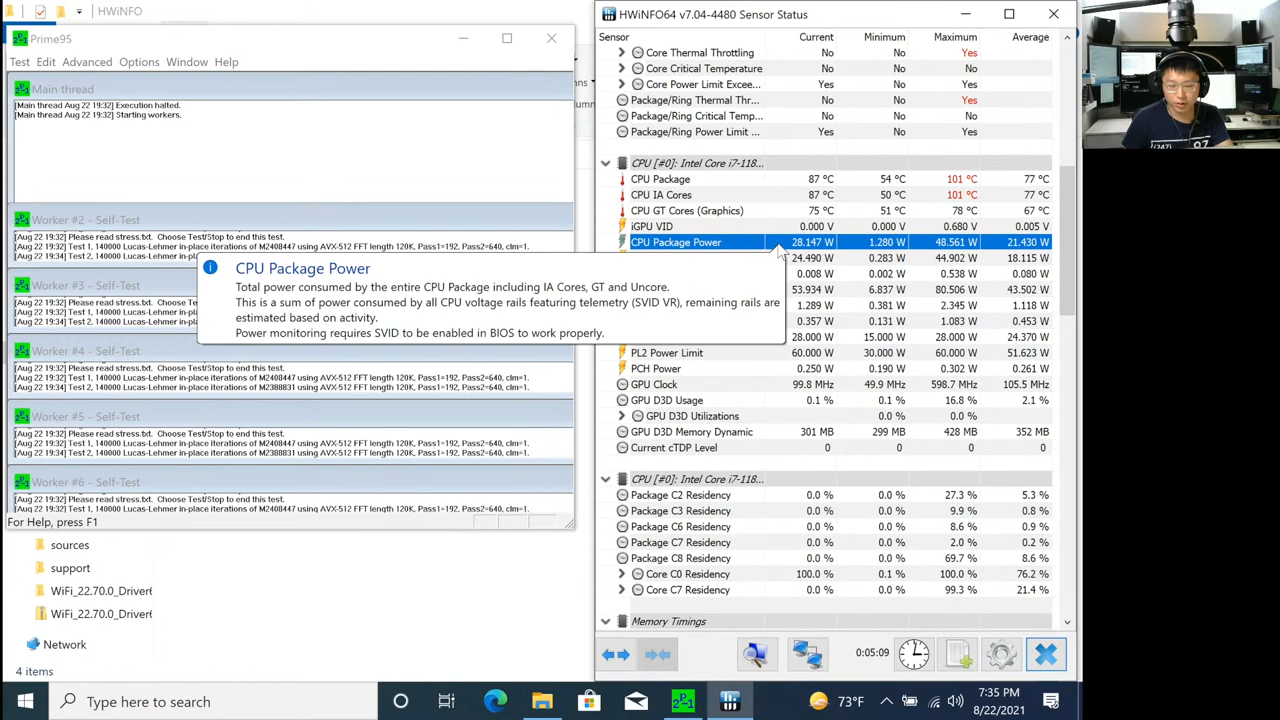 HWiNFO
Prime95
Test Edit Advanced Options Window Help
Main thread
[Main thread Aug 22 19:32] Execution halted.
[Main thread Aug 22 19:32] Starting workers.
Worker #2 - Self-Test
[Aug 22 19:32] Please read stress.txt. Choose Test/Stop to end this test.
[Aug 22 19:32] Test 1, 140000 Lucas-Lehmer in-place iterations of M2408447 using AVX-512 FFT length 120K, Pass1=192, Pass2=640, clm=1.
Worker #3 - Self-Test
Worker #4 - Self-Test
[Aug 22 19:32] Please read stress.txt. Choose Test/Stop to end this test.
[Aug 22 19:32] Test 1, 140000 Lucas-Lehmer in-place iterations of M2408447 using AVX-512 FFT length 120K, Pass1=192, Pass2=640, clm=1.
[Aug 22 19:34] Test 2, 140000 Lucas-Lehmer in-place iterations of M2388831 using AVX-512 FFT length 120K, Pass1=192, Pass2=640, clm=1.
Worker #5 - Self-Test
[Aug 22 19:32] Please read stress.txt. Choose Test/Stop to end this test.
[Aug 22 19:32] Test 1, 140000 Lucas-Lehmer in-place iterations of M2408447 using AVX-512 FFT length 120K, Pass1=192, Pass2=640, clm=1.
[Aug 22 19:34] Test 2, 140000 Lucas-Lehmer in-place iterations of M2388831 using AVX-512 FFT length 120K, Pass1=192, Pass2=640, clm=1.
Worker #6 - Self-Test
[Aug 22 19:32] Please read stress.txt. Choose Test/Stop to end this test.
[Aug 22 19:32] Test 1, 140000 Lucas-Lehmer in-place iterations of M2408447 using AVX-512 FFT length 120K, Pass1=192, Pass2=640, clm=1.
For Help, press F1
sources
support
WiFi_22.70.0_Driver6
WiFi_22.70.0_Driver6
Network
4 items
CPU Package Power
Total power consumed by the entire CPU Package including IA Cores, GT and Uncore.
This is a sum of power consumed by all CPU voltage rails featuring telemetry (SVID VR), remaining rails are
estimated based on activity.
Power monitoring requires SVID to be enabled in BIOS to work properly.
HWiNFO64 v7.04-4480 Sensor Status
Sensor Current Minimum Maximum Average
Core Thermal Throttling No No Yes
Core Critical Temperature No No No
Core Power Limit Excee... Yes No Yes
Package/Ring Thermal Thr... No No Yes
Package/Ring Critical Temp... No No No
Package/Ring Power Limit ... Yes No Yes
CPU [#0]: Intel Core i7-118...
CPU Package 87 °C 54 °C 101 °C 77 °C
CPU IA Cores 87 °C 50 °C 101 °C 77 °C
CPU GT Cores (Graphics) 75 °C 51 °C 78 °C 67 °C
iGPU VID 0.000 V 0.000 V 0.680 V 0.005 V
CPU Package Power 28.147 W 1.280 W 48.561 W 21.430 W
24.490 W 0.283 W 44.902 W 18.115 W
0.008 W 0.002 W 0.538 W 0.080 W
53.934 W 6.837 W 80.506 W 43.502 W
1.289 W 0.381 W 2.345 W 1.118 W
0.357 W 0.131 W 1.083 W 0.453 W
28.000 W 15.000 W 28.000 W 24.370 W
PL2 Power Limit 60.000 W 30.000 W 60.000 W 51.623 W
PCH Power 0.250 W 0.190 W 0.302 W 0.261 W
GPU Clock 99.8 MHz 49.9 MHz 598.7 MHz 105.5 MHz
GPU D3D Usage 0.1 % 0.1 % 16.8 % 2.1 %
GPU D3D Utilizations 0.0 % 0.0 %
GPU D3D Memory Dynamic 301 MB 299 MB 428 MB 352 MB
Current cTDP Level 0 0 0 0
CPU [#0]: Intel Core i7-118...
Package C2 Residency 0.0 % 0.0 % 27.3 % 5.3 %
Package C3 Residency 0.0 % 0.0 % 9.9 % 0.8 %
Package C6 Residency 0.0 % 0.0 % 8.6 % 0.9 %
Package C7 Residency 0.0 % 0.0 % 2.0 % 0.2 %
Package C8 Residency 0.0 % 0.0 % 69.7 % 8.6 %
Core C0 Residency 100.0 % 0.1 % 100.0 % 76.2 %
Core C7 Residency 0.0 % 0.0 % 99.3 % 21.4 %
Memory Timings
0:05:09
Type here to search
73°F
7:35 PM
8/22/2021